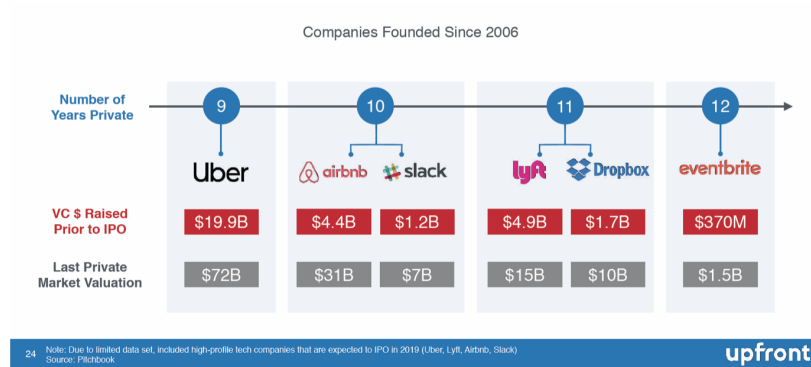 Companies Founded Since 2006
Number of
Years Private
9
10
11
12
Uber
airbnb
slack
lyft
Dropbox
eventbrite
VC $ Raised
Prior to IPO
$19.9B
$4.4B
$1.2B
$4.9B
$1.7B
$370M
Last Private
Market Valuation
$72B
$31B
$7B
$15B
$10B
$1.5B
24
Note: Due to limited data set, included high-profile tech companies that are expected to IPO in 2019 (Uber, Lyft, Airbnb, Slack)
Source: Pitchbook
upfront